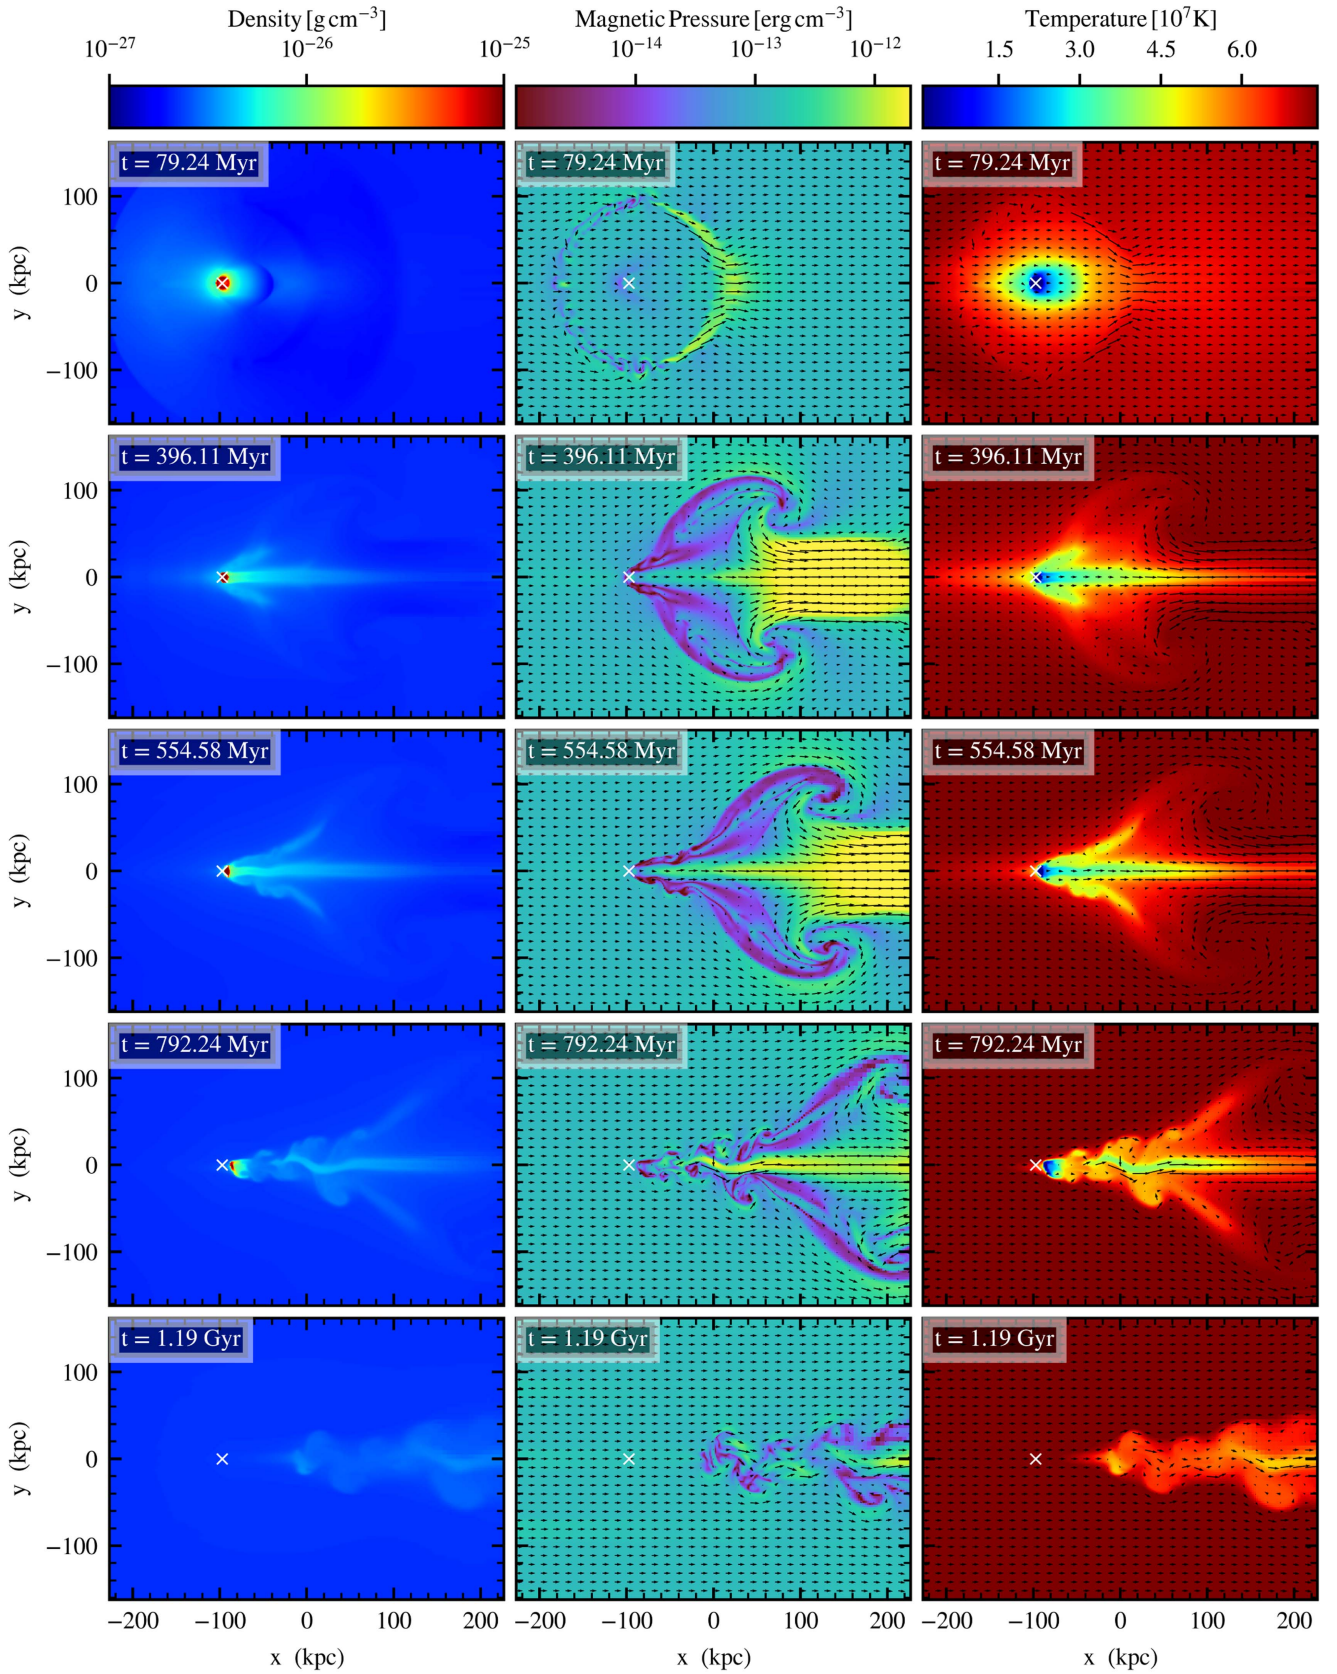 Density [g cm⁻³] Magnetic Pressure [erg cm⁻³] Temperature [10⁷K]
10⁻²⁷ 10⁻²⁶ 10⁻²⁵ 10⁻¹⁴ 10⁻¹³ 10⁻¹² 1.5 3.0 4.5 6.0
t = 79.24 Myr t = 79.24 Myr t = 79.24 Myr
100
y (kpc) 0
−100
t = 396.11 Myr t = 396.11 Myr t = 396.11 Myr
100
y (kpc) 0
−100
t = 554.58 Myr t = 554.58 Myr t = 554.58 Myr
100
y (kpc) 0
−100
t = 792.24 Myr t = 792.24 Myr t = 792.24 Myr
100
y (kpc) 0
−100
t = 1.19 Gyr t = 1.19 Gyr t = 1.19 Gyr
100
y (kpc) 0
−100
−200 −100 0 100 200 −200 −100 0 100 200 −200 −100 0 100 200
x (kpc) x (kpc) x (kpc)